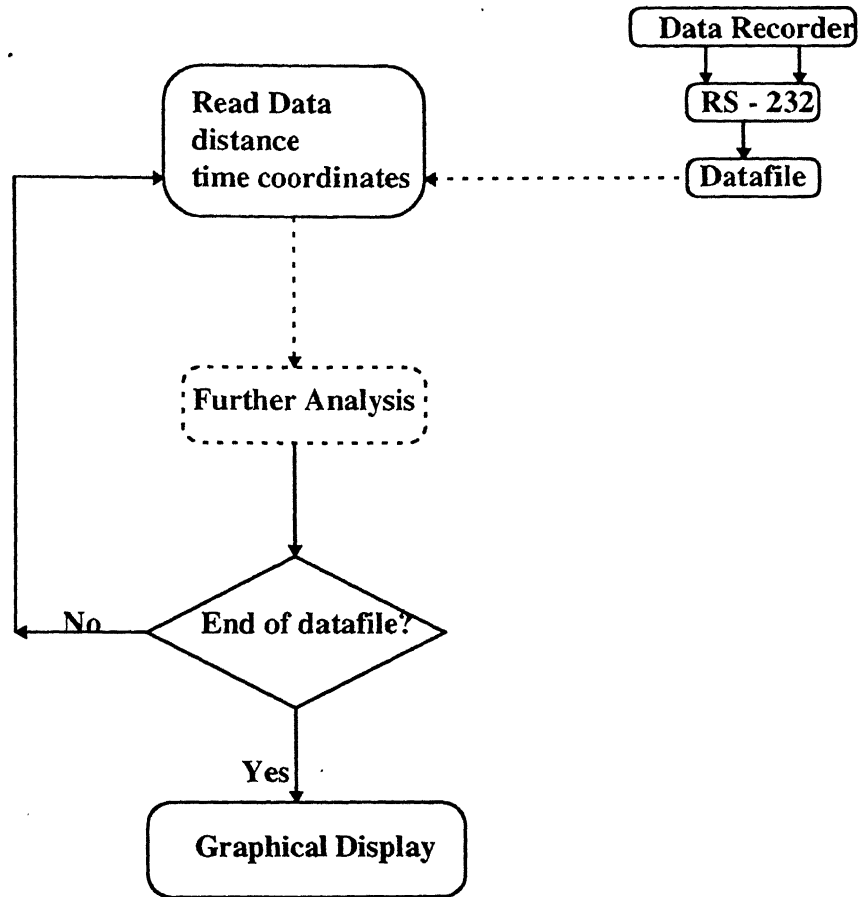 Data Recorder
RS - 232
Datafile
Read Data
distance
time coordinates
Further Analysis
End of datafile?
No
Yes
Graphical Display